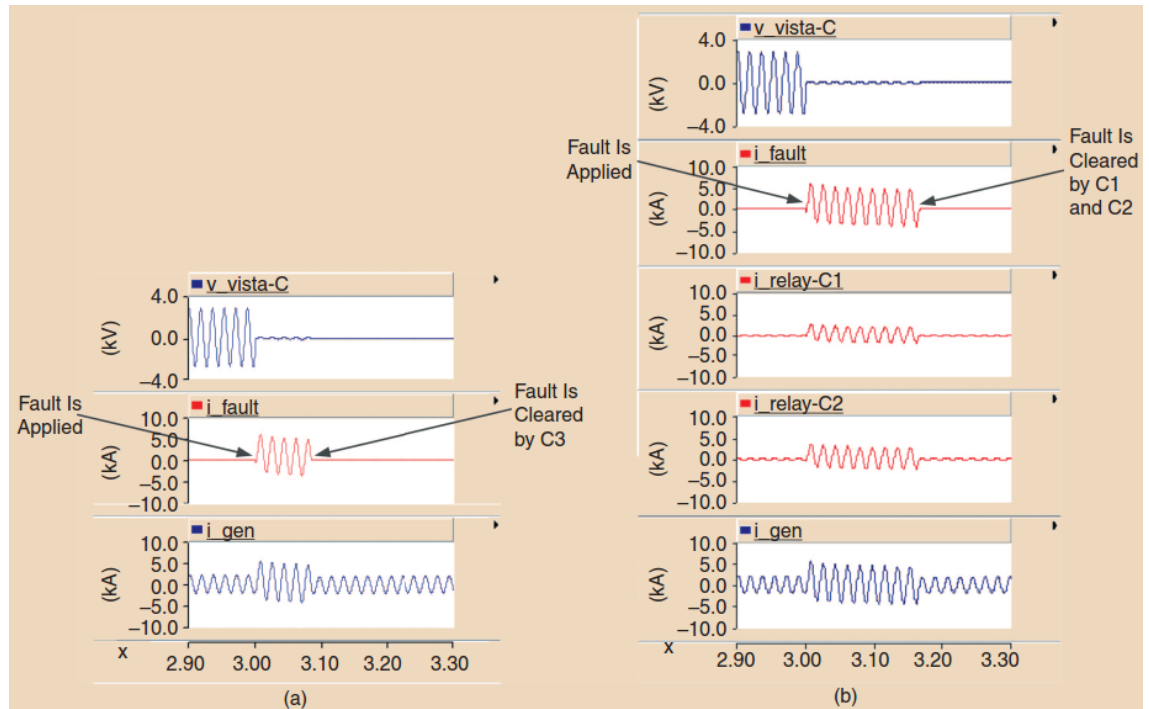 v_vista-C
4.0
0.0
−4.0
(kV)
Fault Is
Applied
i_fault
10.0
5.0
0.0
−5.0
−10.0
(kA)
Fault Is
Cleared
by C3
i_gen
10.0
5.0
0.0
−5.0
−10.0
(kA)
x
2.90 3.00 3.10 3.20 3.30
(a)
v_vista-C
4.0
0.0
−4.0
(kV)
Fault Is
Applied
i_fault
10.0
5.0
0.0
−5.0
−10.0
(kA)
Fault Is
Cleared
by C1
and C2
i_relay-C1
10.0
5.0
0.0
−5.0
−10.0
(kA)
i_relay-C2
10.0
5.0
0.0
−5.0
−10.0
(kA)
i_gen
10.0
5.0
0.0
−5.0
−10.0
(kA)
x
2.90 3.00 3.10 3.20 3.30
(b)